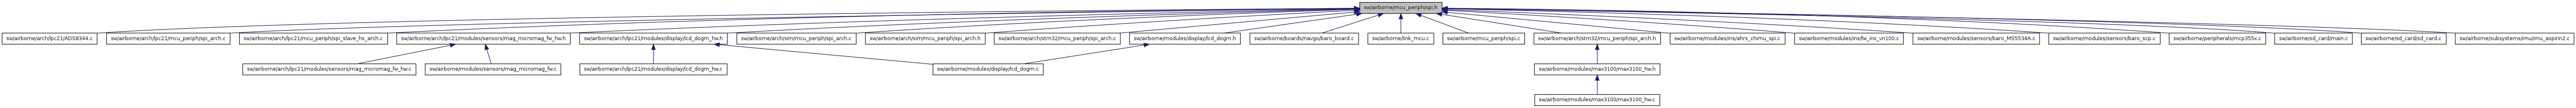 sw/airborne/mcu_periph/spi.h
sw/airborne/arch/lpc21/ADS8344.c
sw/airborne/arch/lpc21/mcu_periph/spi_arch.c
sw/airborne/arch/lpc21/mcu_periph/spi_slave_hs_arch.c
sw/airborne/arch/lpc21/modules/sensors/mag_micromag_fw_hw.h
sw/airborne/arch/lpc21/modules/display/lcd_dogm_hw.h
sw/airborne/arch/sim/mcu_periph/spi_arch.c
sw/airborne/arch/sim/mcu_periph/spi_arch.h
sw/airborne/arch/stm32/mcu_periph/spi_arch.c
sw/airborne/modules/display/lcd_dogm.h
sw/airborne/boards/navgo/baro_board.c
sw/airborne/link_mcu.c
sw/airborne/mcu_periph/spi.c
sw/airborne/arch/stm32/mcu_periph/spi_arch.h
sw/airborne/modules/ins/ahrs_chimu_spi.c
sw/airborne/modules/ins/fw_ins_vn100.c
sw/airborne/modules/sensors/baro_MS5534A.c
sw/airborne/modules/sensors/baro_scp.c
sw/airborne/peripherals/mcp355x.c
sw/airborne/sd_card/main.c
sw/airborne/sd_card/sd_card.c
sw/airborne/subsystems/imu/imu_aspirin2.c
sw/airborne/arch/lpc21/modules/sensors/mag_micromag_fw_hw.c
sw/airborne/modules/sensors/mag_micromag_fw.c
sw/airborne/arch/lpc21/modules/display/lcd_dogm_hw.c
sw/airborne/modules/display/lcd_dogm.c
sw/airborne/modules/max3100/max3100_hw.h
sw/airborne/modules/max3100/max3100_hw.c